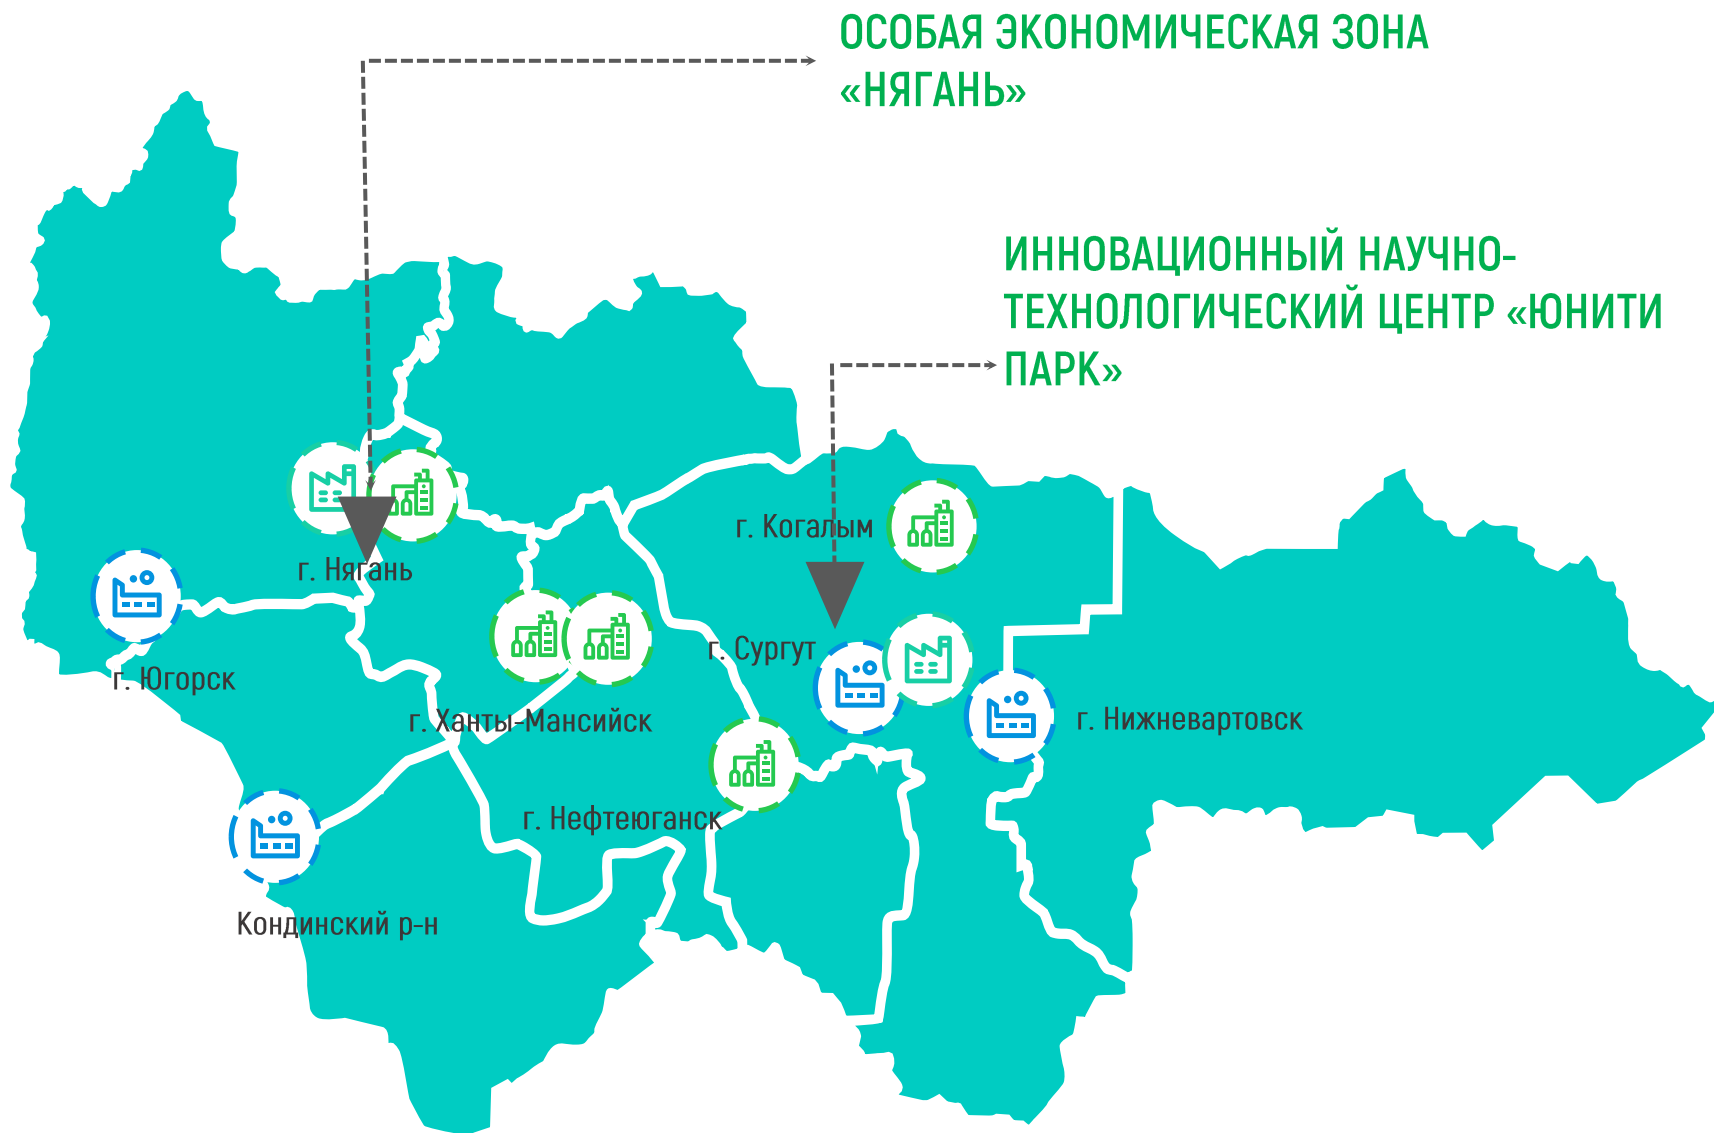 ОСОБАЯ ЭКОНОМИЧЕСКАЯ ЗОНА
«НЯГАНЬ»
ИННОВАЦИОННЫЙ НАУЧНО-
ТЕХНОЛОГИЧЕСКИЙ ЦЕНТР «ЮНИТИ
ПАРК»
г. Когалым
г. Нягань
г. Сургут
г. Югорск
г. Ханты-Мансийск
г. Нижневартовск
г. Нефтеюганск
Кондинский р-н